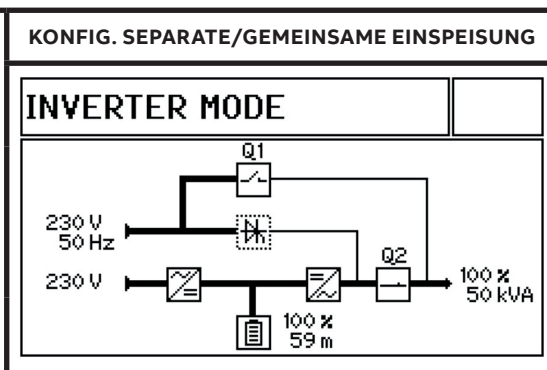 KONFIG. SEPARATE/GEMEINSAME EINSPEISUNG
INVERTER MODE
Q1
230 V
50 Hz
Q2
230 V
100 %
50 kVA
100 %
59 m